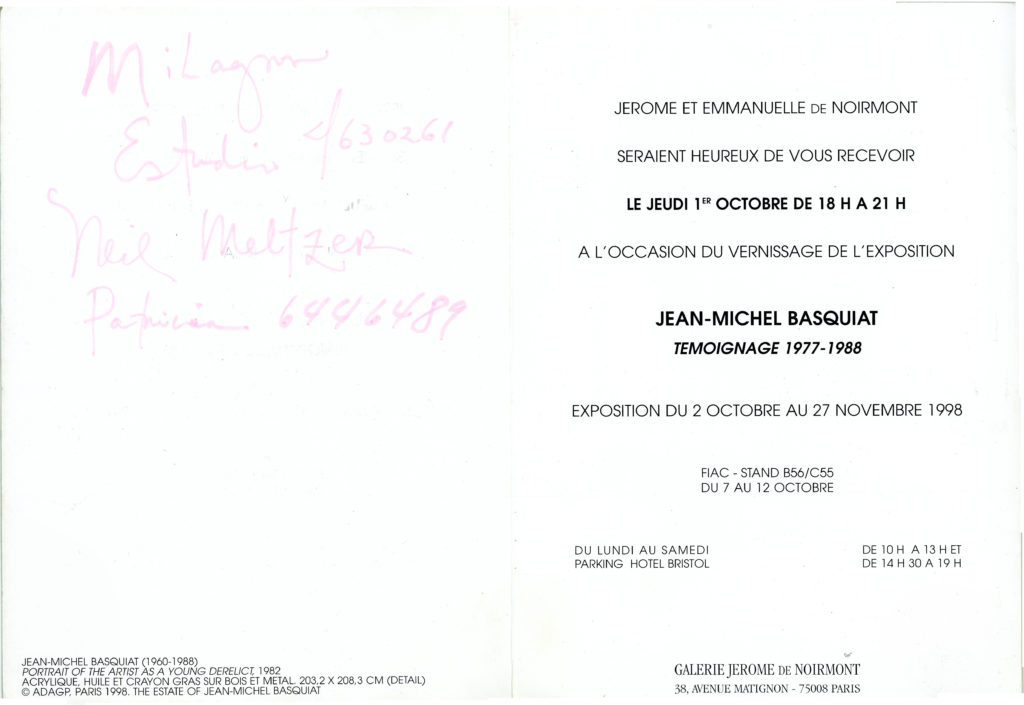 Milagros
Estudio 4/630261
Neil Meltzer
Patricia 64446489
JEAN-MICHEL BASQUIAT (1960-1988)
PORTRAIT OF THE ARTIST AS A YOUNG DERELICT, 1982
ACRYLIQUE, HUILE ET CRAYON GRAS SUR BOIS ET METAL. 203,2 X 208,3 CM (DETAIL)
© ADAGP, PARIS 1998. THE ESTATE OF JEAN-MICHEL BASQUIAT
JEROME ET EMMANUELLE DE NOIRMONT
SERAIENT HEUREUX DE VOUS RECEVOIR
LE JEUDI 1ER OCTOBRE DE 18 H A 21 H
A L'OCCASION DU VERNISSAGE DE L'EXPOSITION
JEAN-MICHEL BASQUIAT
TEMOIGNAGE 1977-1988
EXPOSITION DU 2 OCTOBRE AU 27 NOVEMBRE 1998
FIAC - STAND B56/C55
DU 7 AU 12 OCTOBRE
DU LUNDI AU SAMEDI DE 10 H A 13 H ET
PARKING HOTEL BRISTOL DE 14 H 30 A 19 H
GALERIE JEROME DE NOIRMONT
38, AVENUE MATIGNON - 75008 PARIS